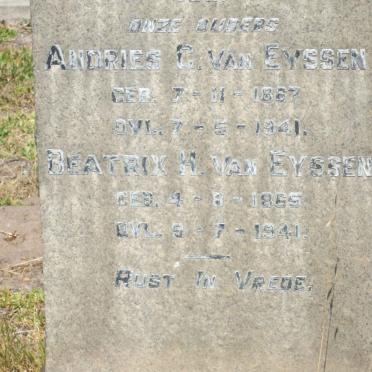 ONZE OUDERS
ANDRIES C. VAN EYSSEN
GEB. 7-11-1867
OVL. 7-5-1941.
BEATRIX H. VAN EYSSEN
GEB. 4-8-1865
OVL. 9-7-1941.
RUST IN VREDE.